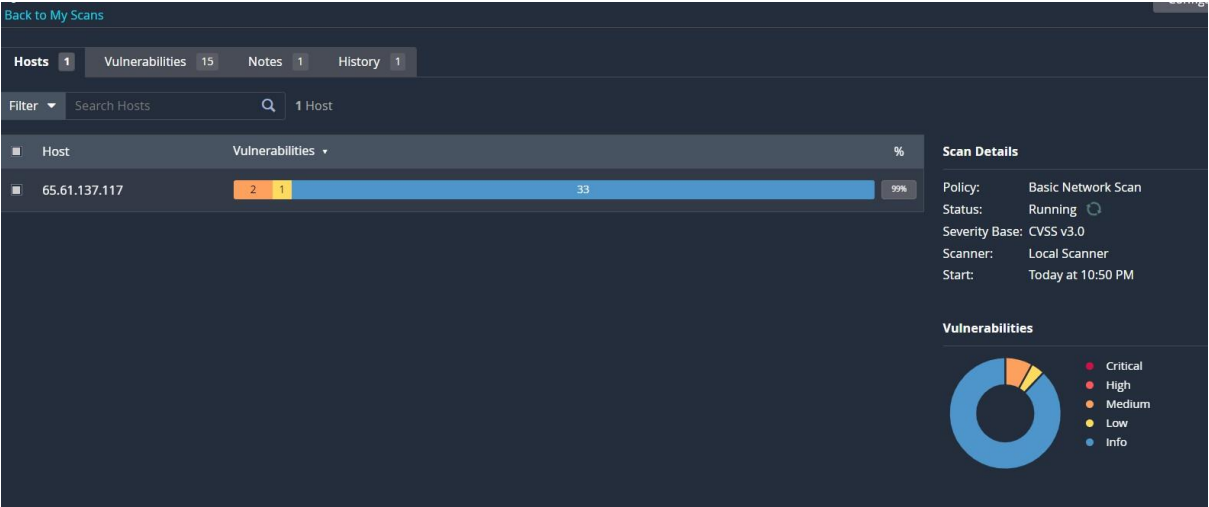 Back to My Scans
Hosts 1 Vulnerabilities 15 Notes 1 History 1
Filter Search Hosts 1 Host
Host Vulnerabilities %
65.61.137.117 2 1 33 99%
Scan Details
Policy: Basic Network Scan
Status: Running
Severity Base: CVSS v3.0
Scanner: Local Scanner
Start: Today at 10:50 PM
Vulnerabilities
Critical
High
Medium
Low
Info